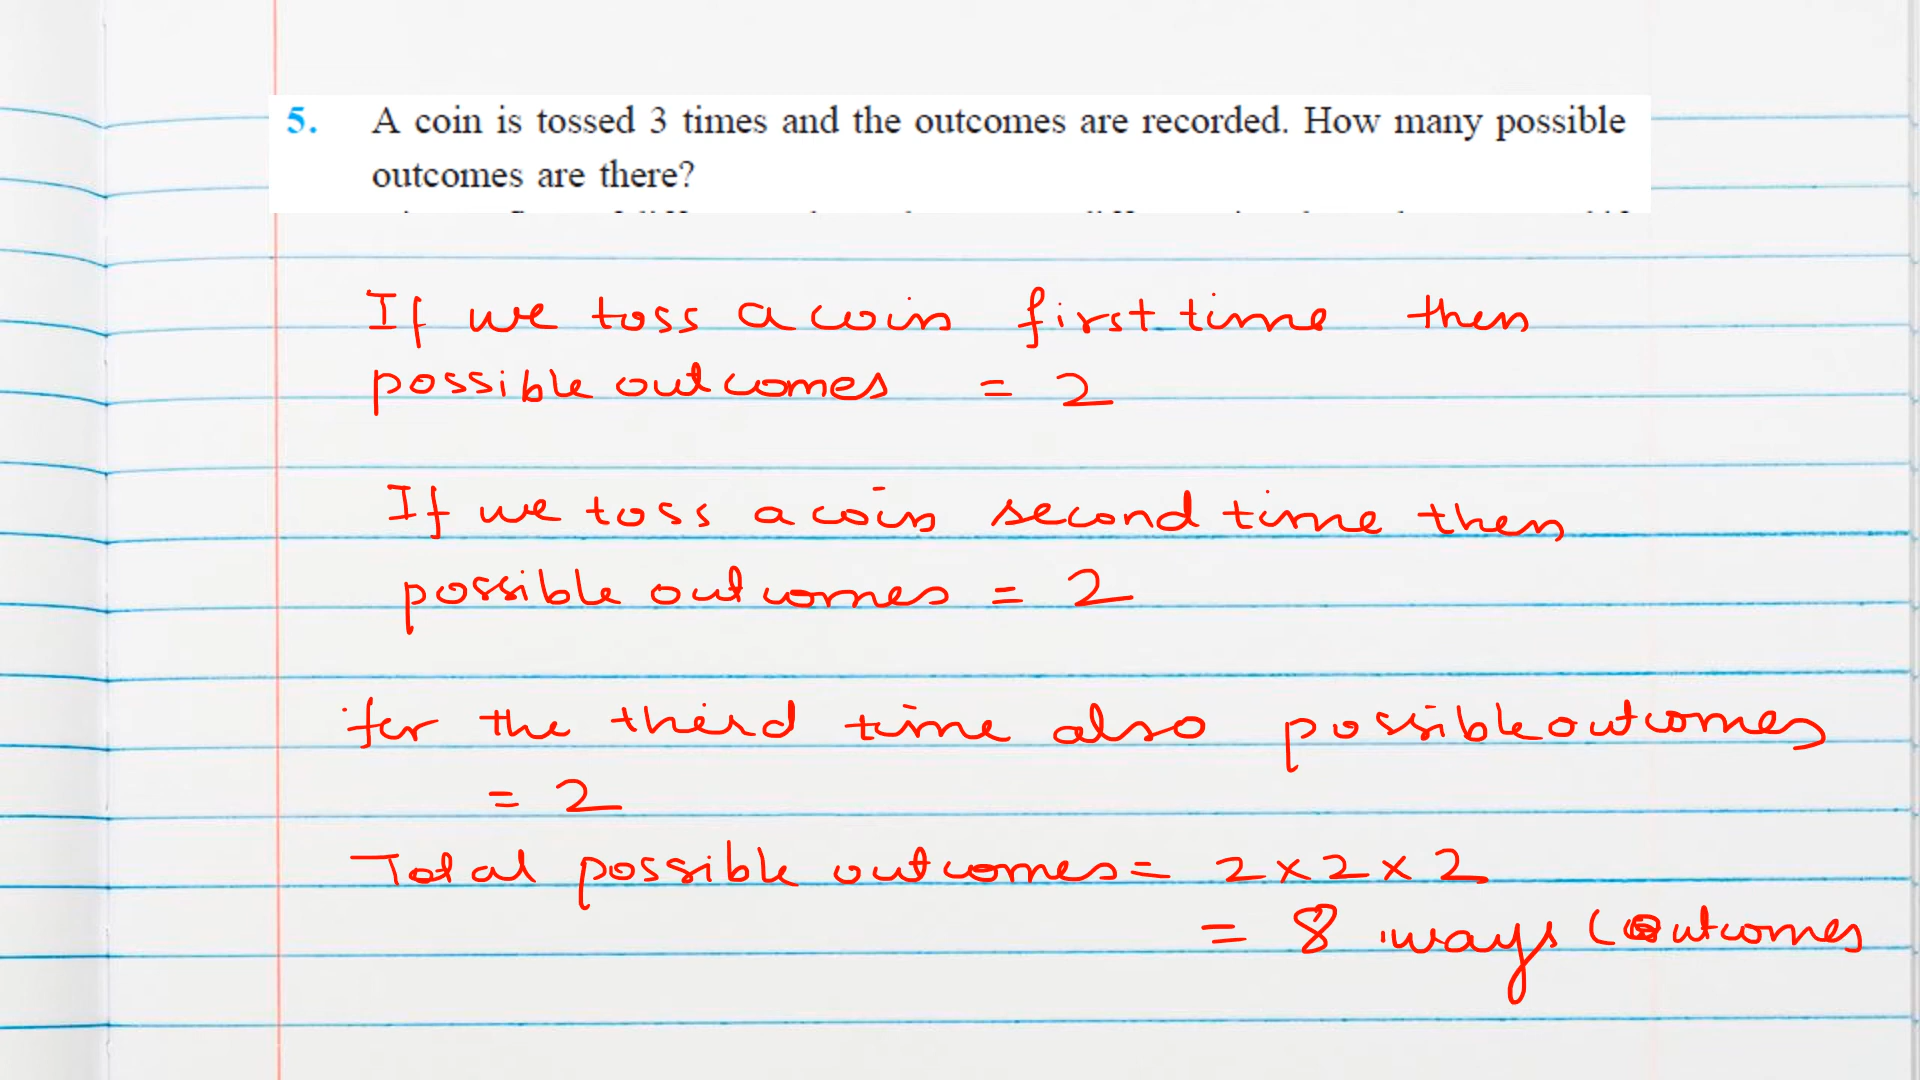 5. A coin is tossed 3 times and the outcomes are recorded. How many possible
outcomes are there?
If we toss a coin first time then
possible outcomes = 2
If we toss a coin second time then
possible outcomes = 2
for the third time also possible outcomes
= 2
Total possible outcomes = 2 × 2 × 2
= 8 ways (outcomes